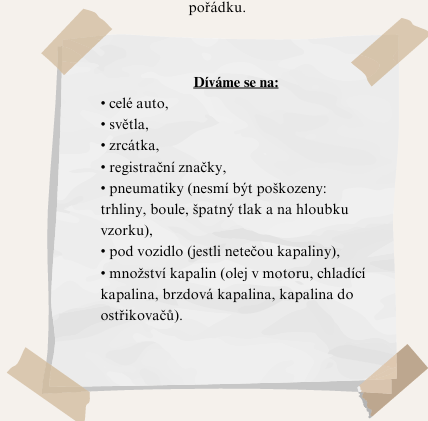 pořádku.
Díváme se na:
• celé auto,
• světla,
• zrcátka,
• registrační značky,
• pneumatiky (nesmí být poškozeny:
trhliny, boule, špatný tlak a na hloubku
vzorku),
• pod vozidlo (jestli netečou kapaliny),
• množství kapalin (olej v motoru, chladící
kapalina, brzdová kapalina, kapalina do
ostřikovačů).